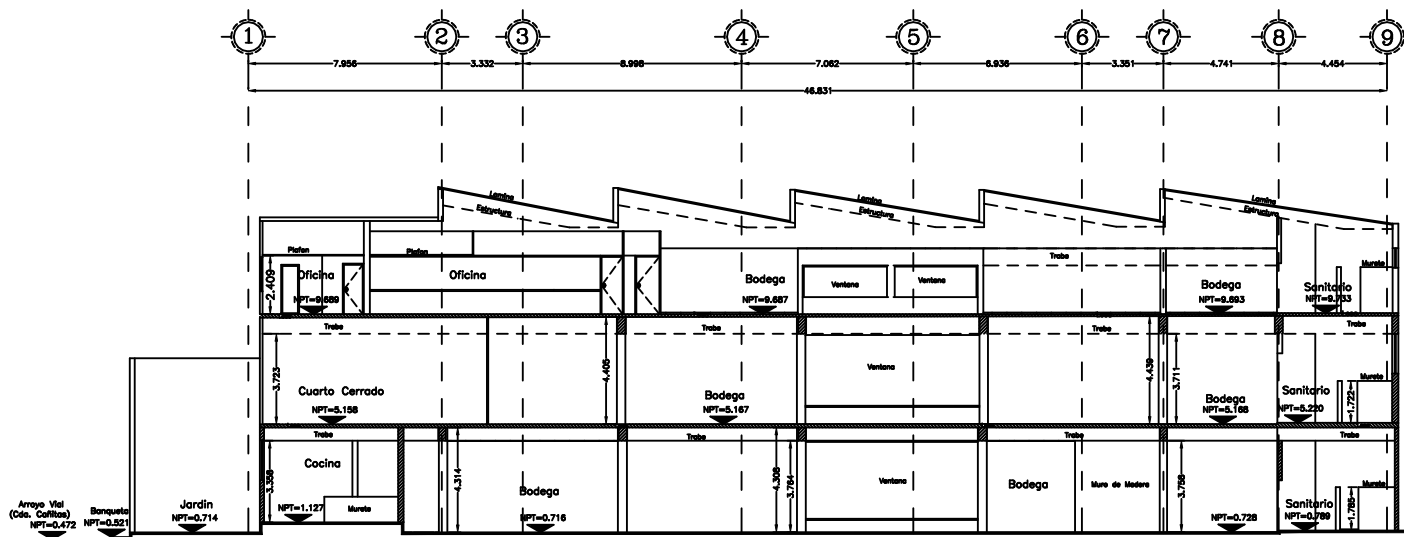 1 2 3 4 5 6 7 8 9
7.956 3.332 8.998 7.062 6.936 3.351 4.741 4.454
46.831
Lamina Lamina Lamina
Estructura Estructura Estructura
Plafon Plafon Trabe
Oficina Oficina Bodega Ventana Ventana Bodega Sanitario Murete
2.409
NPT=9.689 NPT=9.687 NPT=9.693 NPT=9.733
Trabe Trabe Trabe Trabe
3.723 4.405 Ventana 4.439 3.711
Cuarto Cerrado Bodega Bodega Sanitario Murete
NPT=5.158 NPT=5.167 NPT=5.168 NPT=5.220 1.722
Trabe Trabe Trabe Trabe
Cocina
3.358 4.314 4.308 3.764 Ventana 3.756
Bodega Bodega Muro de Madera Murete
Arroyo Vial
(Cda. Cañitas)
NPT=0.472
Banqueta
NPT=0.521
Jardin
NPT=0.714
NPT=1.127 Murete
NPT=0.716 NPT=0.728
Sanitario
NPT=0.789 1.785